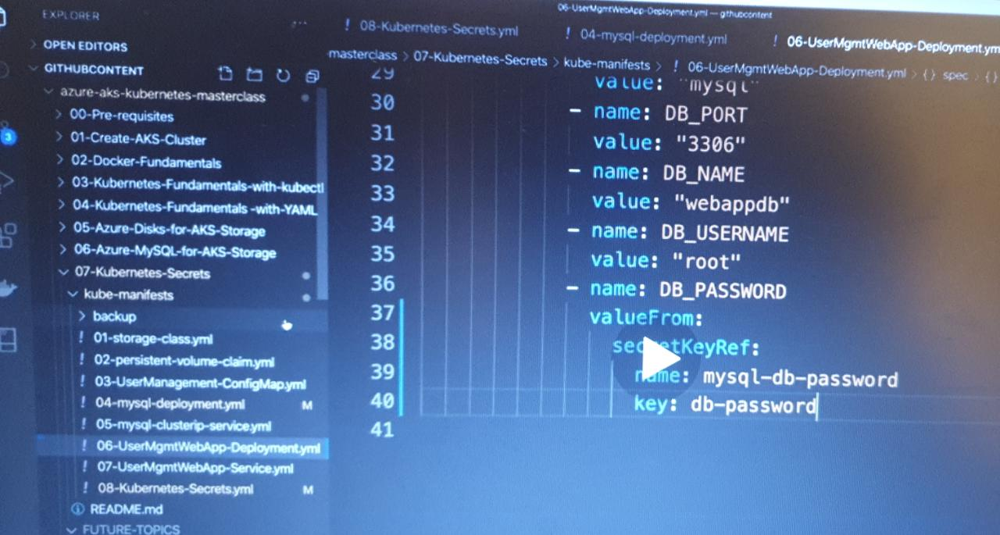 06-UserMgmtWebApp-Deployment.yml — githubcontent
EXPLORER
OPEN EDITORS
GITHUBCONTENT
azure-aks-kubernetes-masterclass
00-Pre-requisites
01-Create-AKS-Cluster
02-Docker-Fundamentals
03-Kubernetes-Fundamentals-with-kubectl
04-Kubernetes-Fundamentals -with-YAML
05-Azure-Disks-for-AKS-Storage
06-Azure-MySQL-for-AKS-Storage
07-Kubernetes-Secrets
kube-manifests
backup
! 01-storage-class.yml
! 02-persistent-volume-claim.yml
! 03-UserManagement-ConfigMap.yml
! 04-mysql-deployment.yml M
! 05-mysql-clusterip-service.yml
! 06-UserMgmtWebApp-Deployment.yml
! 07-UserMgmtWebApp-Service.yml
! 08-Kubernetes-Secrets.yml M
README.md
FUTURE-TOPICS
3
! 08-Kubernetes-Secrets.yml ! 04-mysql-deployment.yml ! 06-UserMgmtWebApp-Deployment.ym
masterclass > 07-Kubernetes-Secrets > kube-manifests > ! 06-UserMgmtWebApp-Deployment.yml > {} spec > {}
29 value: "mysql"
30 - name: DB_PORT
31 value: "3306"
32 - name: DB_NAME
33 value: "webappdb"
34 - name: DB_USERNAME
35 value: "root"
36 - name: DB_PASSWORD
37 valueFrom:
38 secretKeyRef:
39 name: mysql-db-password
40 key: db-password
41